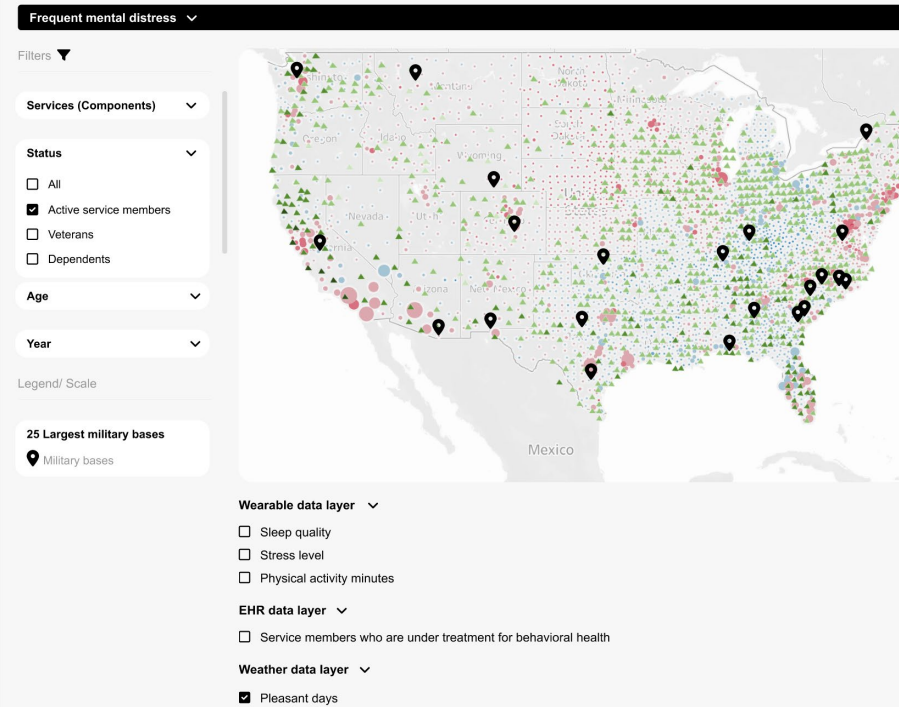 Frequent mental distress
Filters
Services (Components)
Status
All
Active service members
Veterans
Dependents
Age
Year
Legend/ Scale
25 Largest military bases
Military bases
Nevada
Mexico
Wearable data layer
Sleep quality
Stress level
Physical activity minutes
EHR data layer
Service members who are under treatment for behavioral health
Weather data layer
Pleasant days